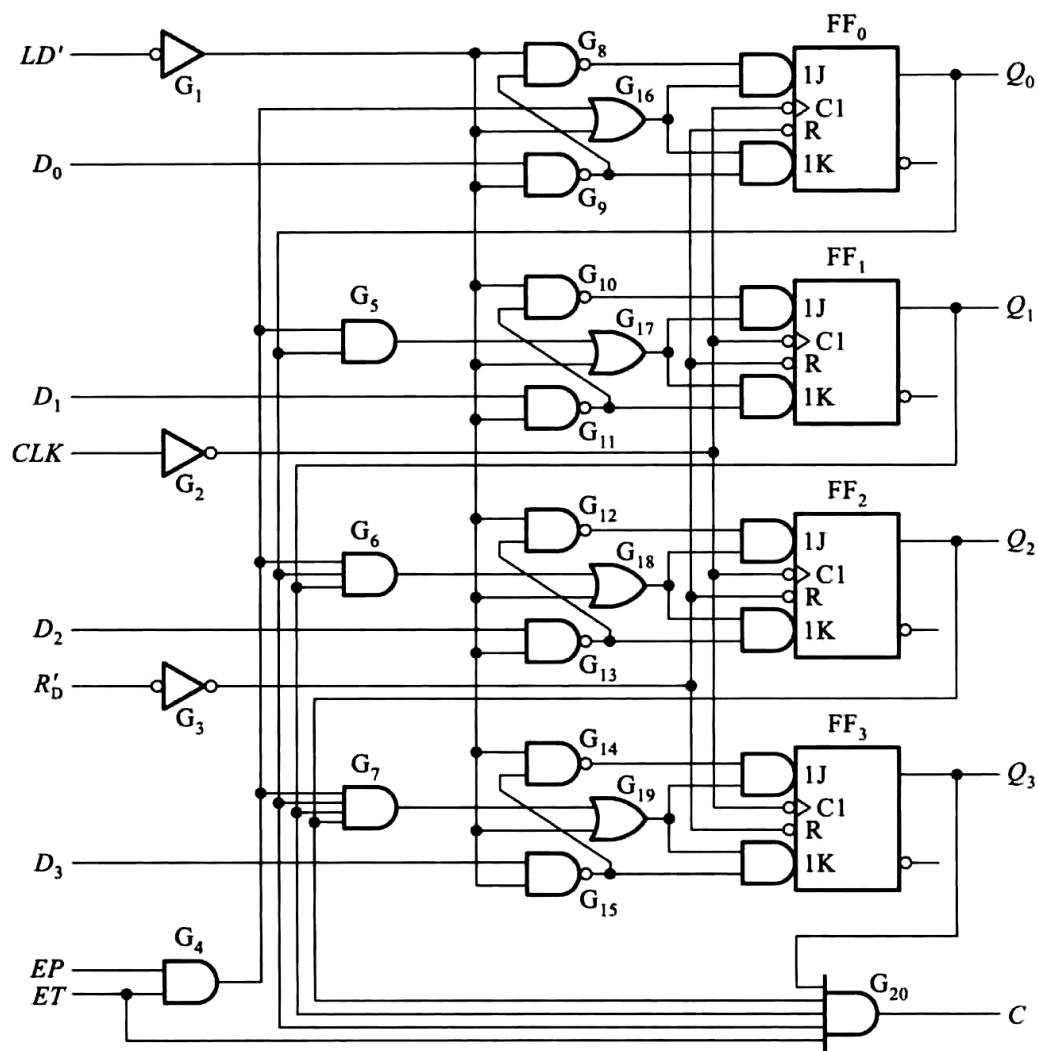 FF₀
LD′
G₁
G₈
1J
Q₀
G₁₆
C1
R
D₀
1K
G₉
FF₁
G₅
G₁₀
1J
Q₁
G₁₇
C1
R
D₁
1K
G₁₁
CLK
G₂
FF₂
G₆
G₁₂
1J
Q₂
G₁₈
C1
R
D₂
1K
G₁₃
R′D
G₃
FF₃
G₇
G₁₄
1J
Q₃
G₁₉
C1
R
D₃
1K
G₁₅
G₄
EP
ET
G₂₀
C